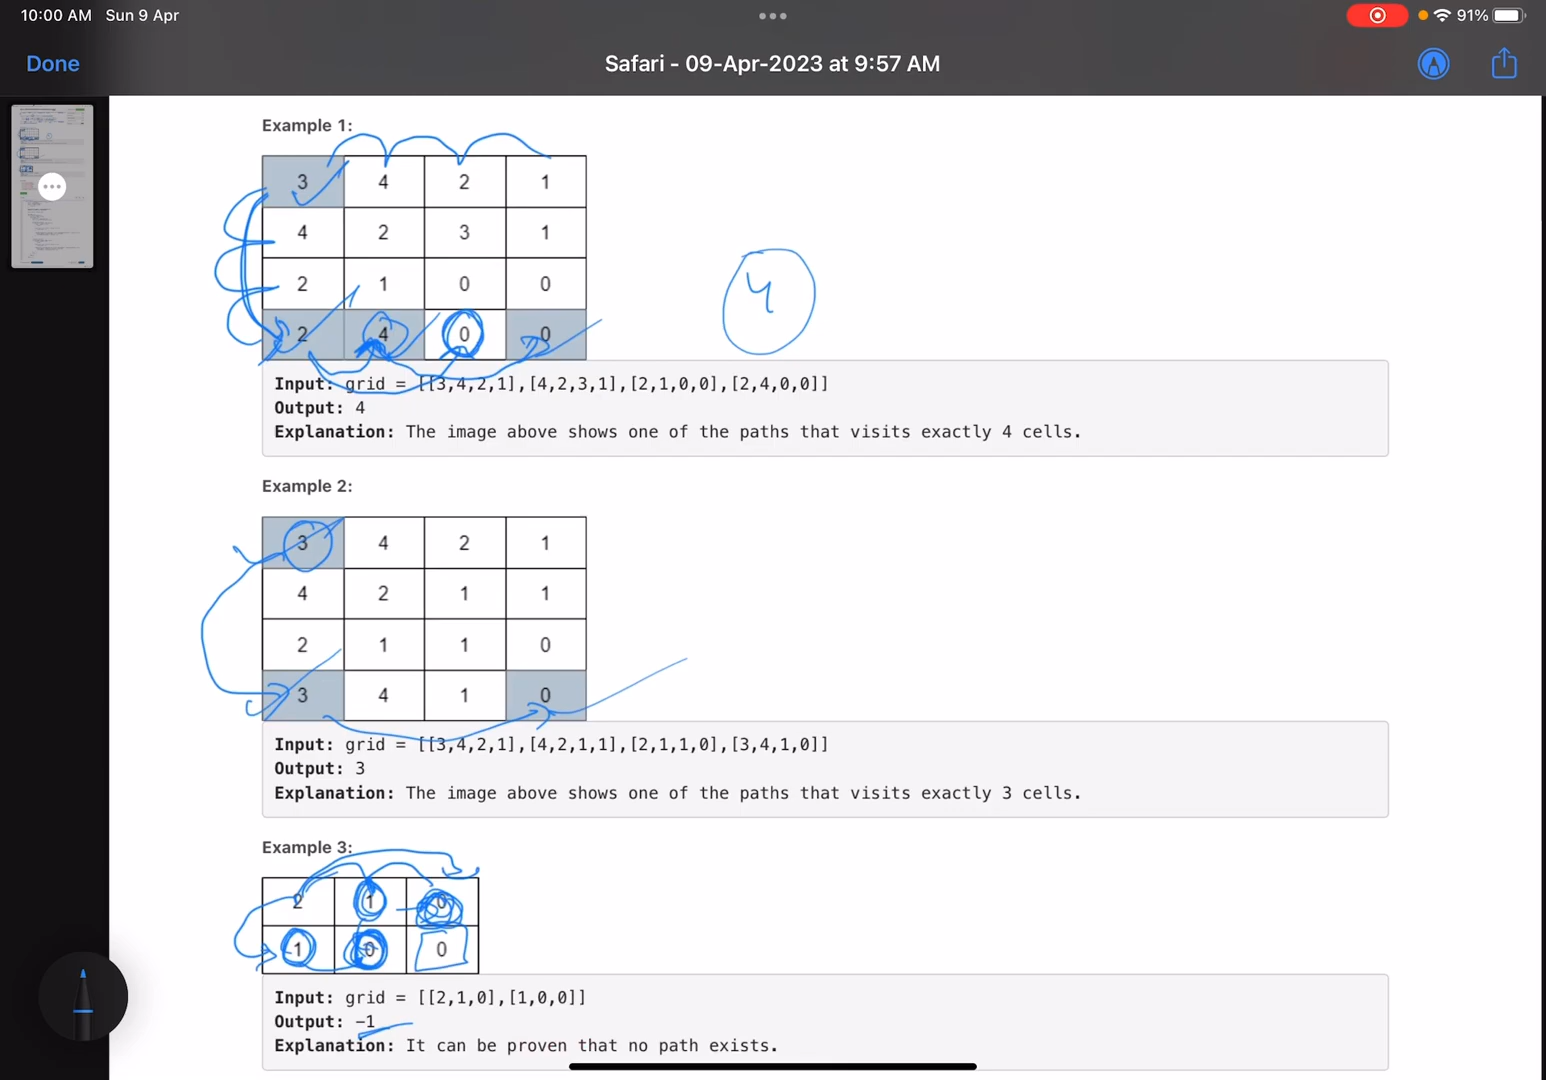 10:00 AM Sun 9 Apr
91%
Done
Safari - 09-Apr-2023 at 9:57 AM
Example 1:
3 4 2 1
4 2 3 1
2 1 0 0
2 4 0 0
4
Input: grid = [[3,4,2,1],[4,2,3,1],[2,1,0,0],[2,4,0,0]]
Output: 4
Explanation: The image above shows one of the paths that visits exactly 4 cells.
Example 2:
3 4 2 1
4 2 1 1
2 1 1 0
3 4 1 0
Input: grid = [[3,4,2,1],[4,2,1,1],[2,1,1,0],[3,4,1,0]]
Output: 3
Explanation: The image above shows one of the paths that visits exactly 3 cells.
Example 3:
2 1 0
1 0 0
Input: grid = [[2,1,0],[1,0,0]]
Output: -1
Explanation: It can be proven that no path exists.